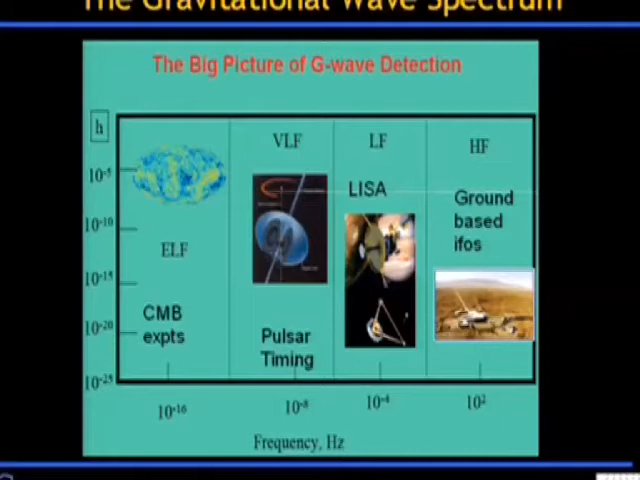 The Gravitational Wave Spectrum
The Big Picture of G-wave Detection
h
VLF
LF
HF
10-5
LISA
Ground
based
ifos
10-10
ELF
10-15
CMB
expts
10-20
Pulsar
Timing
10-25
10-16
10-8
10-4
102
Frequency, Hz